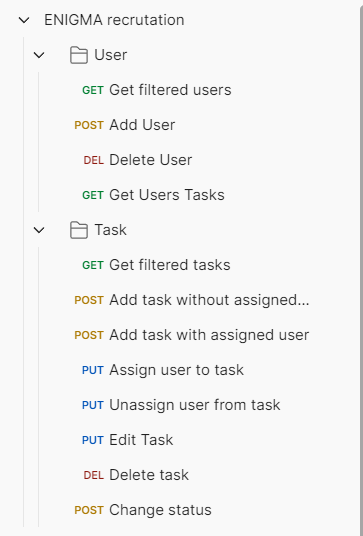 ENIGMA recrutation
User
GET Get filtered users
POST Add User
DEL Delete User
GET Get Users Tasks
Task
GET Get filtered tasks
POST Add task without assigned...
POST Add task with assigned user
PUT Assign user to task
PUT Unassign user from task
PUT Edit Task
DEL Delete task
POST Change status